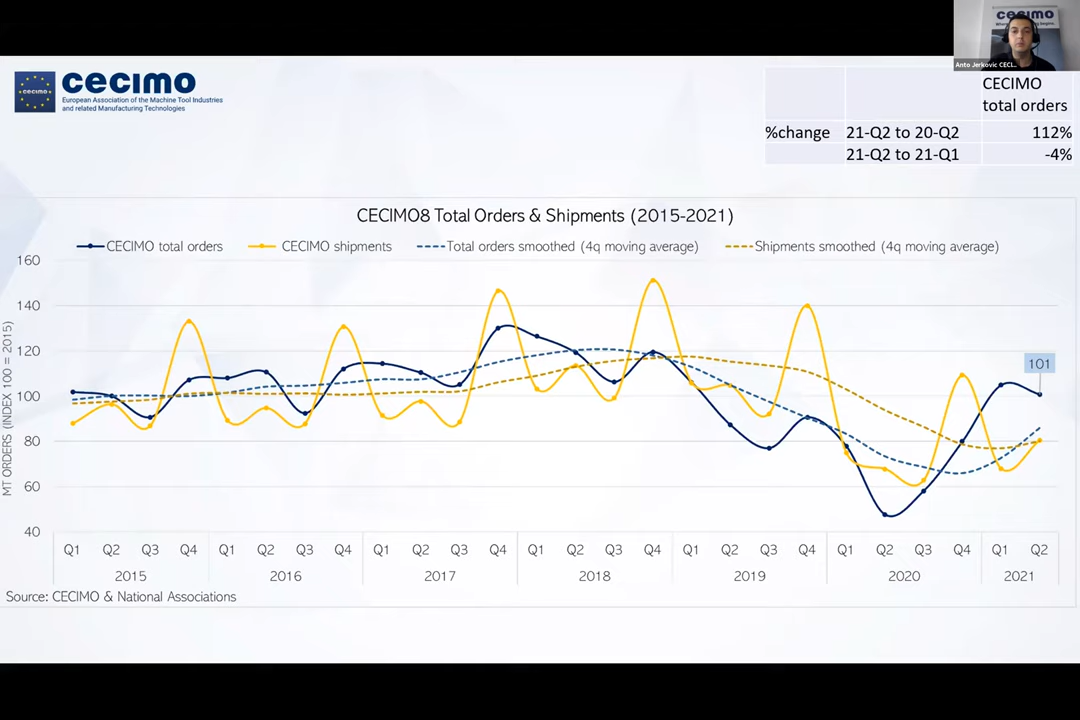 cecimo
Anto Jerkovic CECI...
cecimo
cecimo
European Association of the Machine Tool Industries
and related Manufacturing Technologies
CECIMO
total orders
%change 21-Q2 to 20-Q2 112%
21-Q2 to 21-Q1 -4%
CECIMO8 Total Orders & Shipments (2015-2021)
CECIMO total orders CECIMO shipments Total orders smoothed (4q moving average) Shipments smoothed (4q moving average)
MT ORDERS (INDEX 100 = 2015)
160
140
120
100
80
60
40
101
Q1 Q2 Q3 Q4 Q1 Q2 Q3 Q4 Q1 Q2 Q3 Q4 Q1 Q2 Q3 Q4 Q1 Q2 Q3 Q4 Q1 Q2 Q3 Q4 Q1 Q2
2015 2016 2017 2018 2019 2020 2021
Source: CECIMO & National Associations